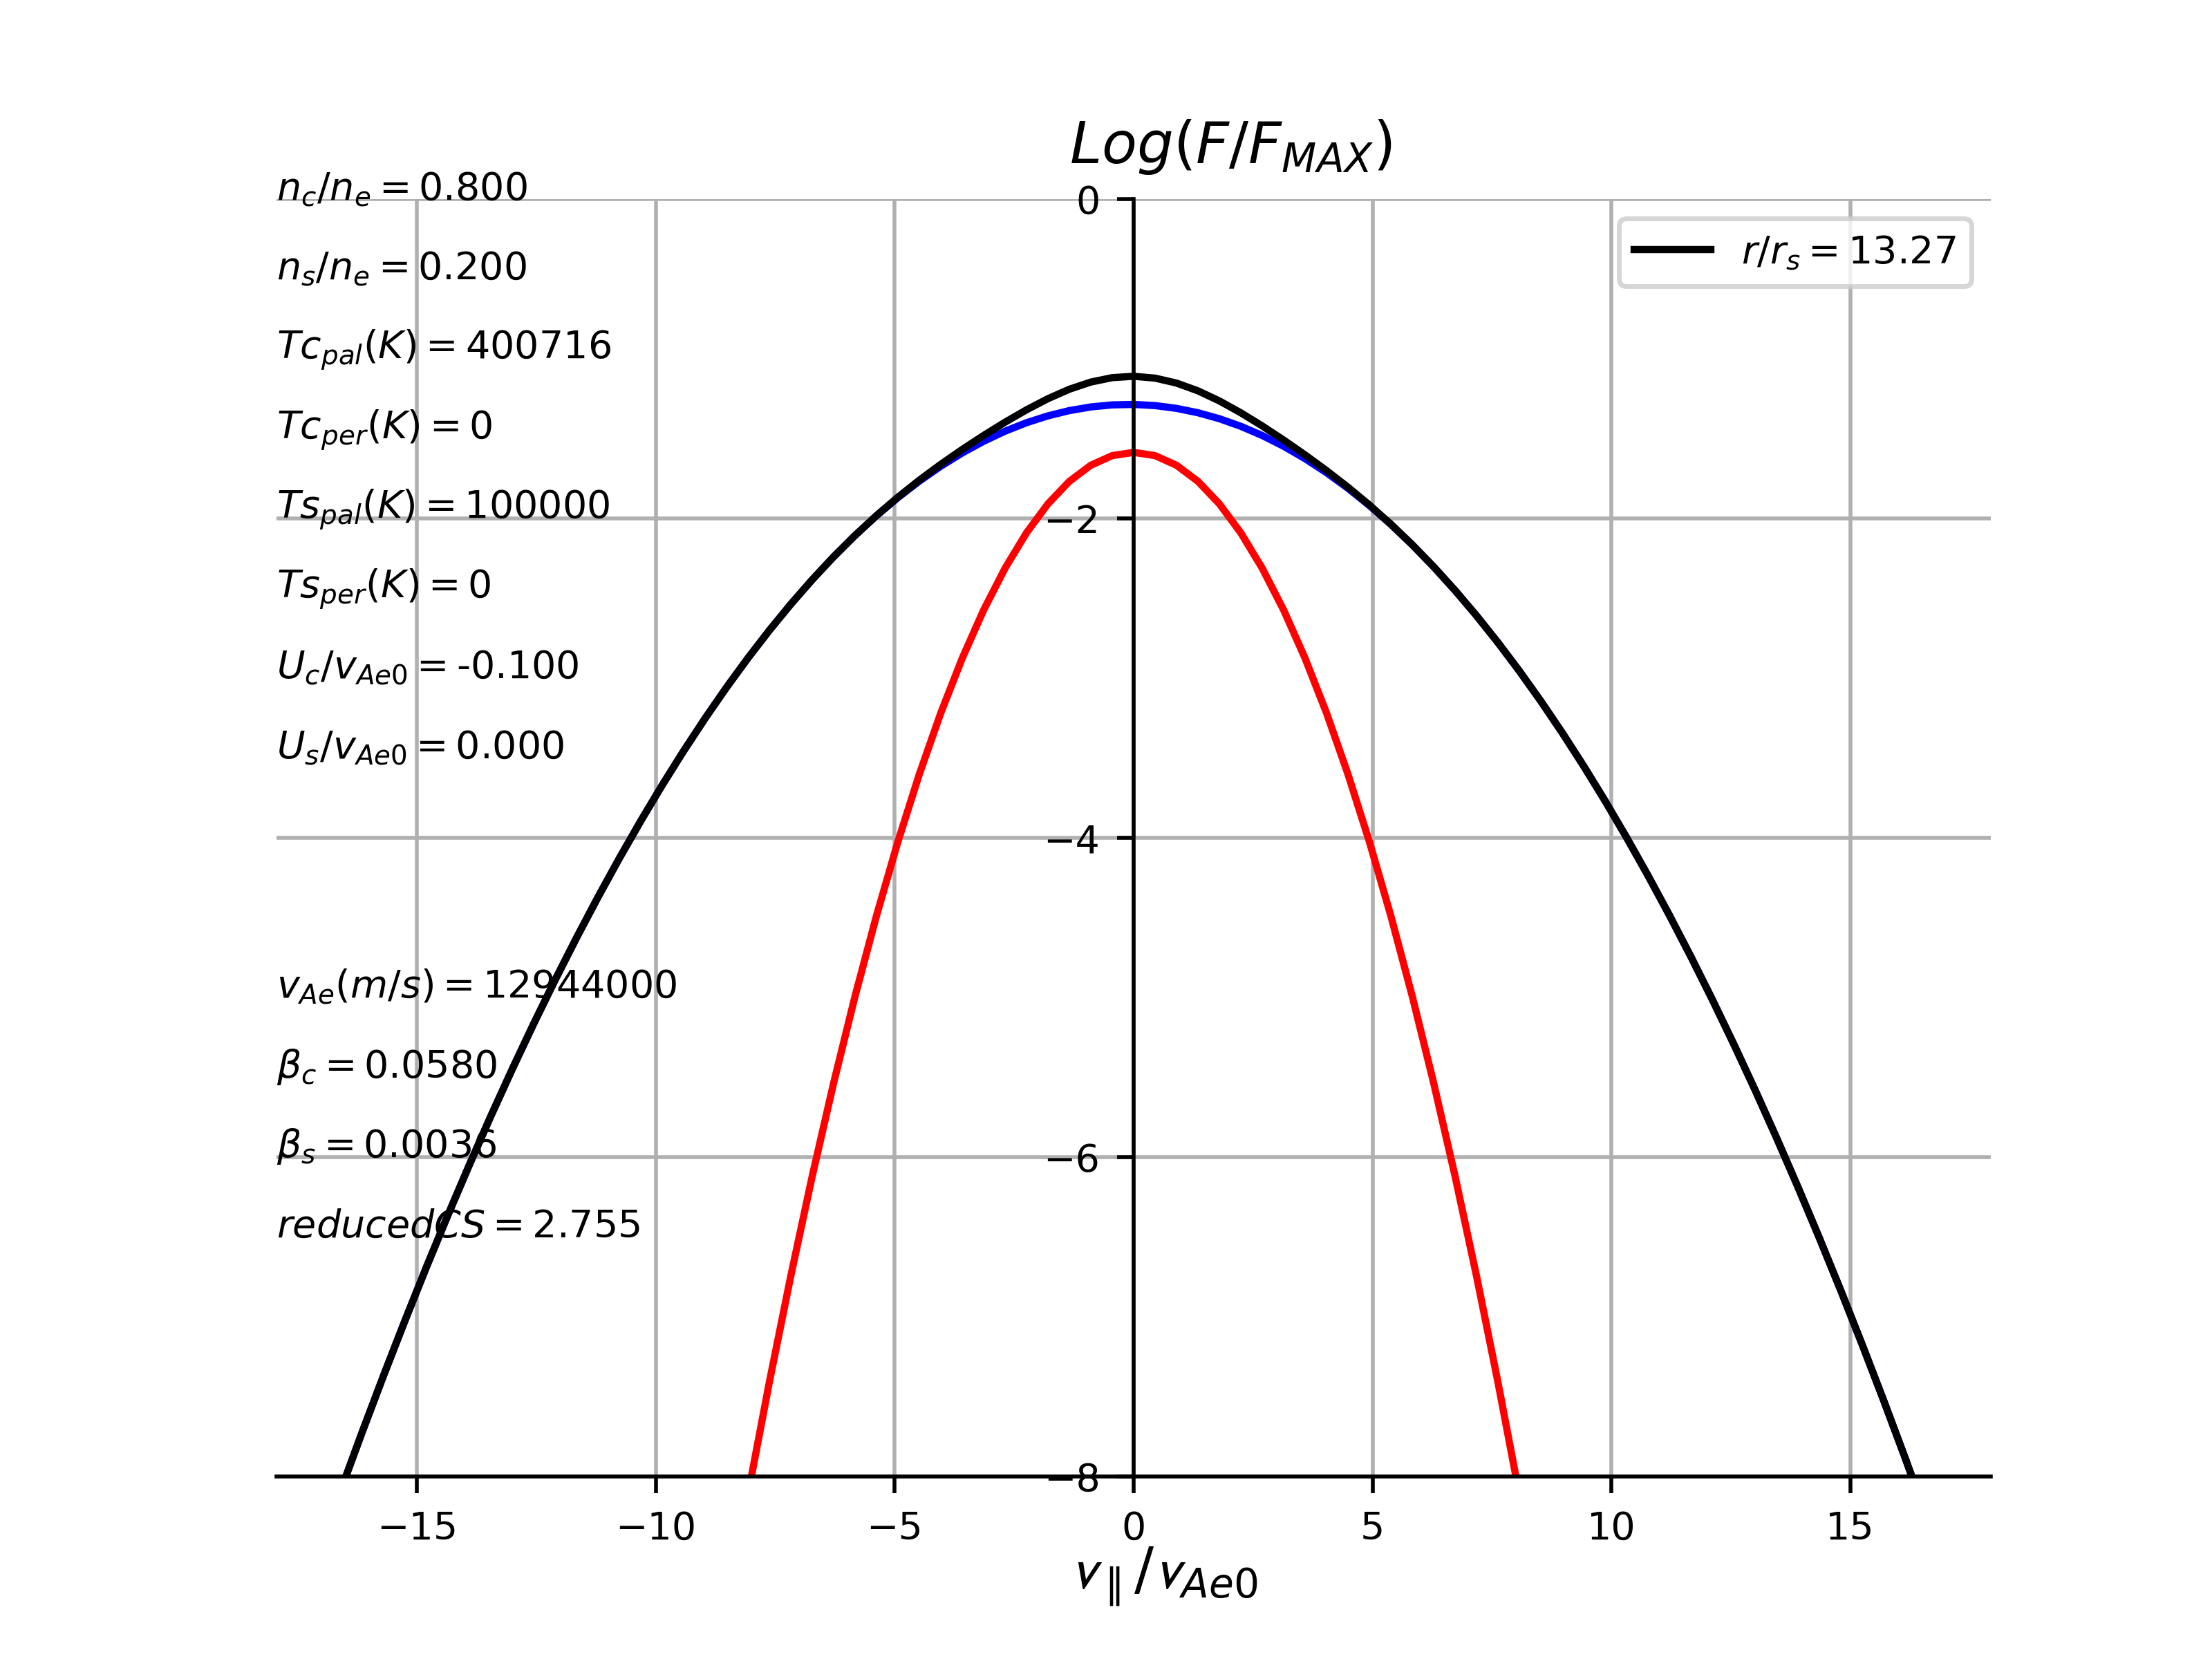 Log(F/F_MAX)
n_c/n_e = 0.800
n_s/n_e = 0.200
Tc_pal(K) = 400716
Tc_per(K) = 0
Ts_pal(K) = 100000
Ts_per(K) = 0
U_c/v_Ae0 = -0.100
U_s/v_Ae0 = 0.000
v_Ae(m/s) = 12944000
β_c = 0.0580
β_s = 0.0036
reducedCS = 2.755
r/r_s = 13.27
0
−2
−4
−6
−8
−15 −10 −5 0 5 10 15
v_∥/v_Ae0